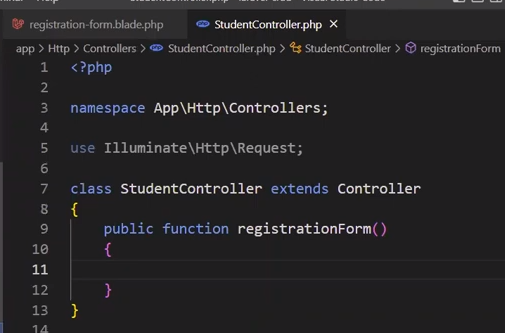 registration-form.blade.php StudentController.php ×
app > Http > Controllers > StudentController.php > StudentController > registrationForm
1 <?php
2
3 namespace App\Http\Controllers;
4
5 use Illuminate\Http\Request;
6
7 class StudentController extends Controller
8 {
9 public function registrationForm()
10 {
11
12 }
13 }
14